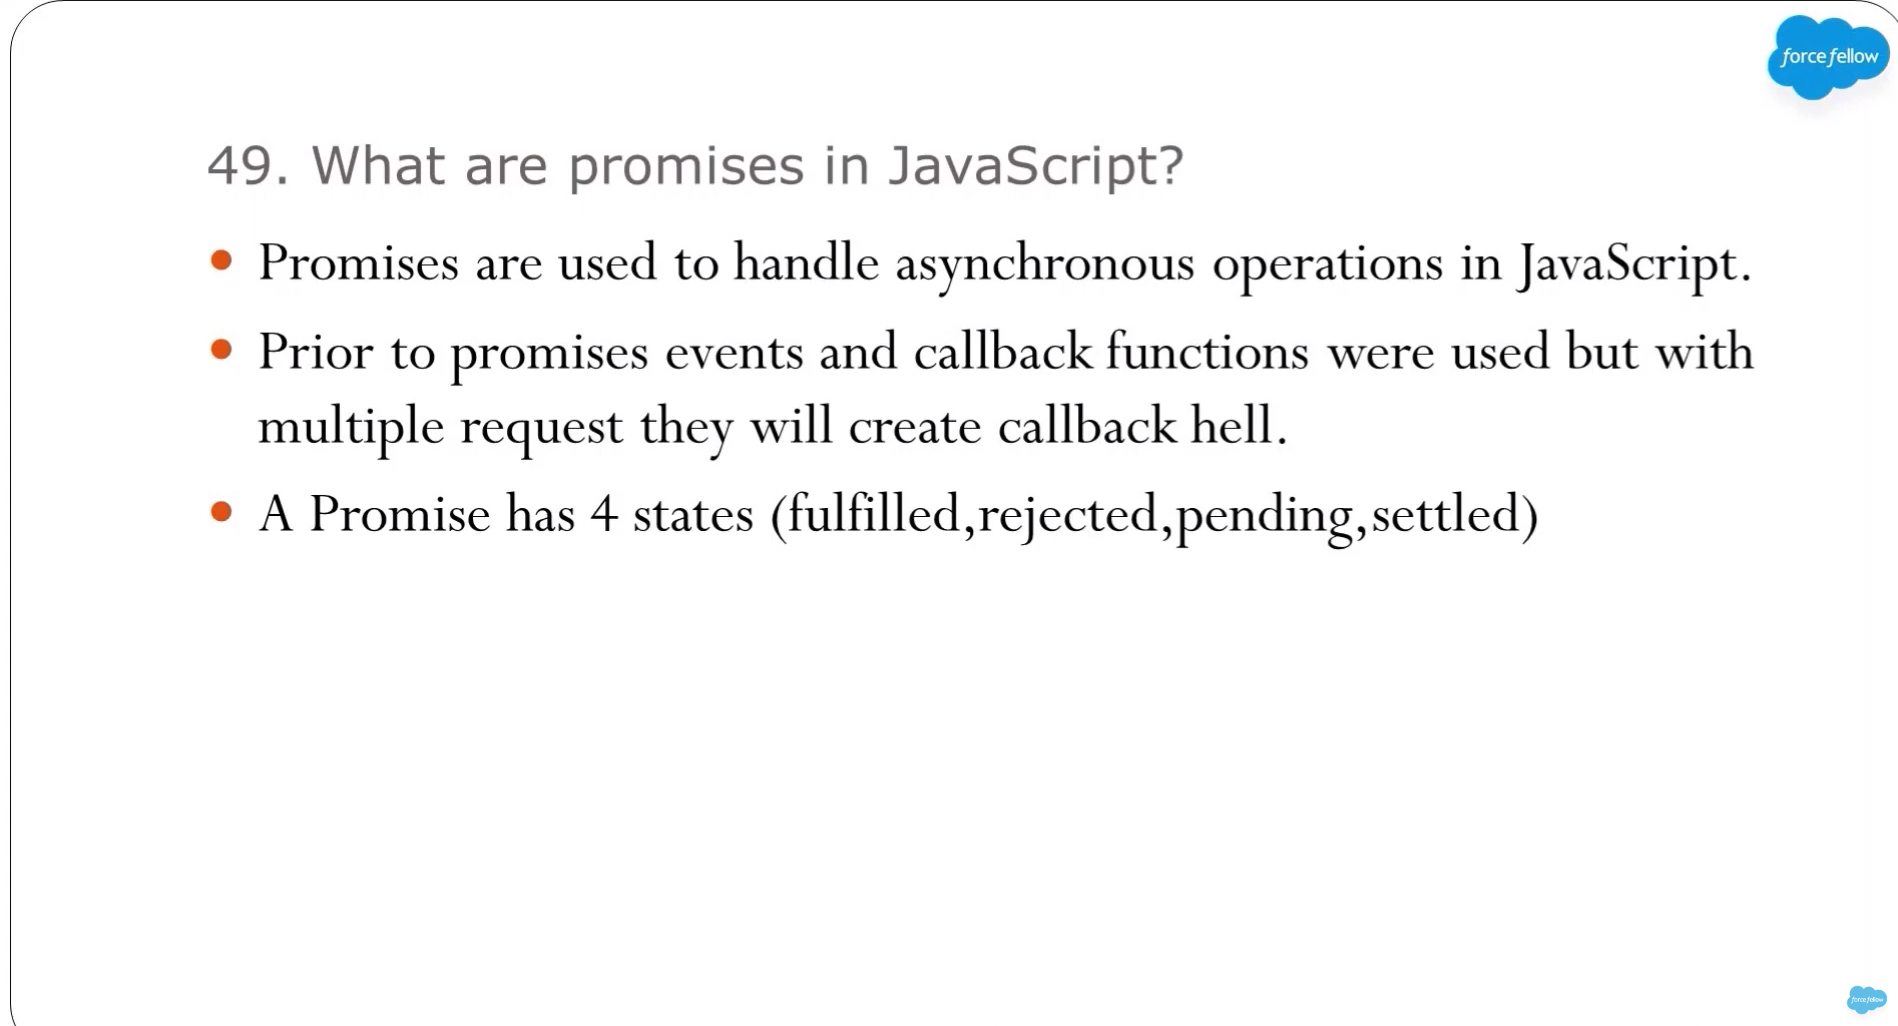 force fellow
49. What are promises in JavaScript?
• Promises are used to handle asynchronous operations in JavaScript.
• Prior to promises events and callback functions were used but with
multiple request they will create callback hell.
• A Promise has 4 states (fulfilled,rejected,pending,settled)
force fellow